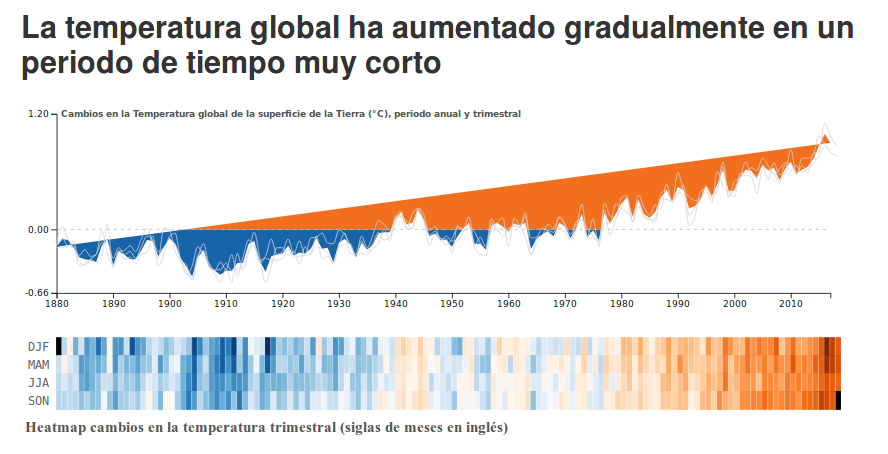 La temperatura global ha aumentado gradualmente en un
periodo de tiempo muy corto
1.20
Cambios en la Temperatura global de la superficie de la Tierra (°C), periodo anual y trimestral
0.00
-0.66
1880 1890 1900 1910 1920 1930 1940 1950 1960 1970 1980 1990 2000 2010
DJF
MAM
JJA
SON
Heatmap cambios en la temperatura trimestral (siglas de meses en inglés)